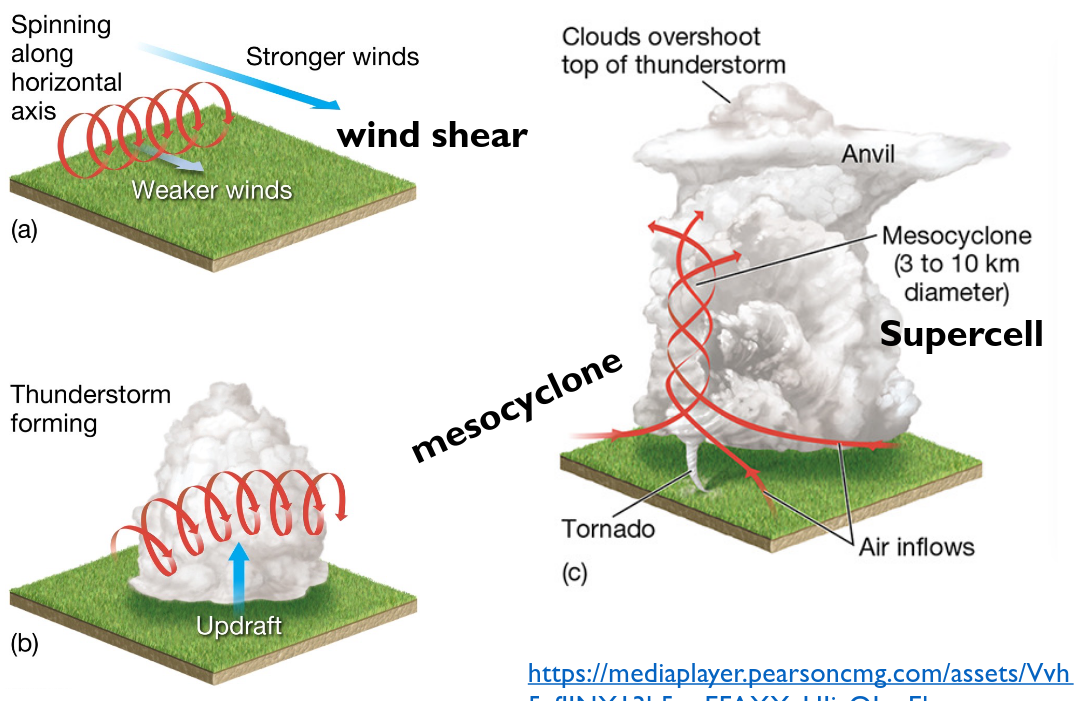 Spinning
along
horizontal
axis
Stronger winds
wind shear
Weaker winds
(a)
Thunderstorm
forming
Updraft
(b)
mesocyclone
Clouds overshoot
top of thunderstorm
Anvil
Mesocyclone
(3 to 10 km
diameter)
Supercell
Tornado
Air inflows
(c)
https://mediaplayer.pearsoncmg.com/assets/Vvh